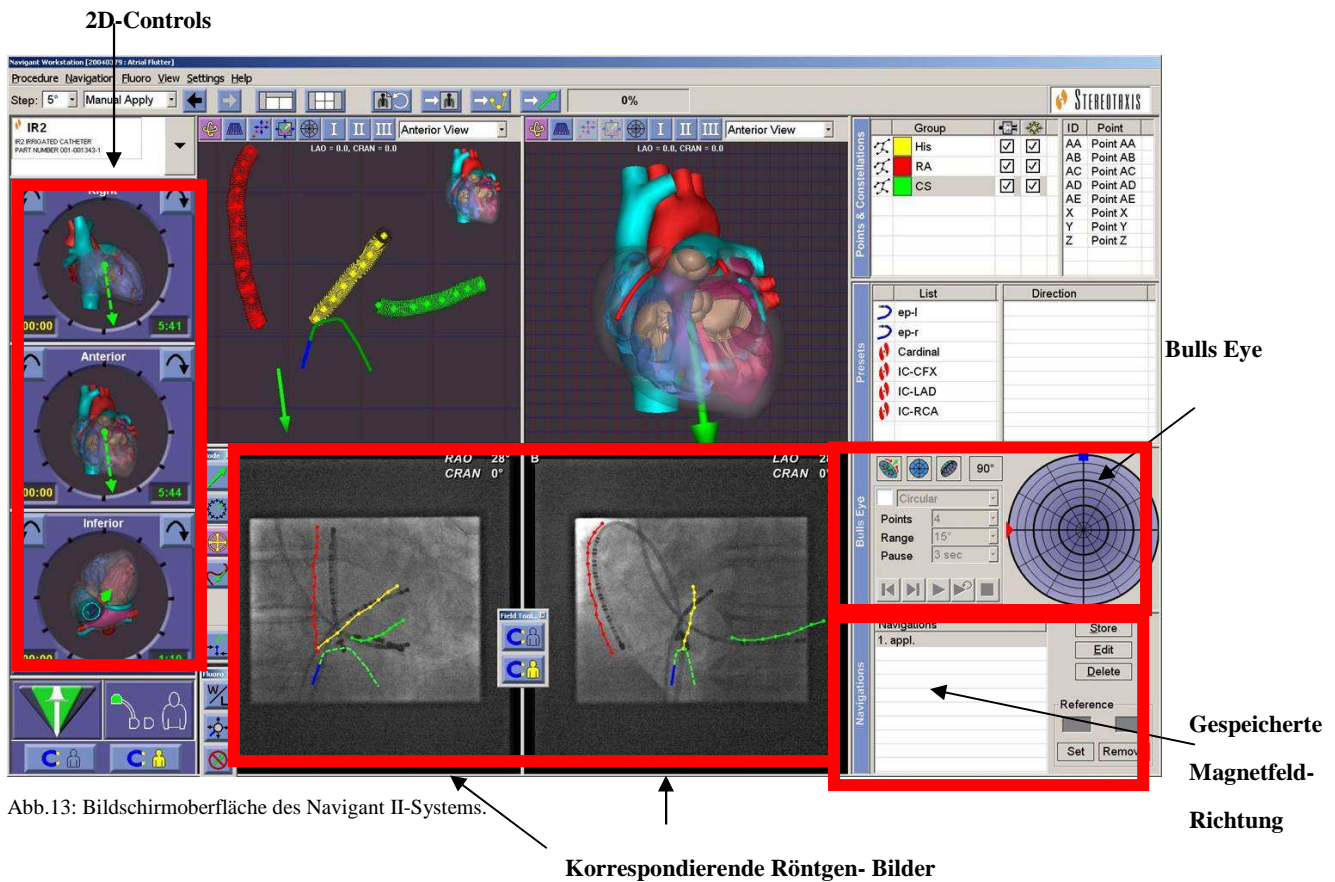 2D-Controls
Navigant Workstation [20040379 : Atrial Flutter]
Procedure Navigation Fluoro View Settings Help
Step: 5° Manual Apply 0% STEREOTAXIS
IR2
IR2 IRRIGATED CATHETER
PART NUMBER 001-001343-1
Right
00:00 5:41
Anterior
00:00 5:44
Inferior
I II III Anterior View
LAO = 0.0, CRAN = 0.0
I II III Anterior View
LAO = 0.0, CRAN = 0.0
Points & Constellations
Group
His
RA
CS
ID Point
AA Point AA
AB Point AB
AC Point AC
AD Point AD
AE Point AE
X Point X
Y Point Y
Z Point Z
Presets
List Direction
ep-l
ep-r
Cardinal
IC-CFX
IC-LAD
IC-RCA
Bulls Eye
RAO 28°
CRAN 0°
B LAO 28°
CRAN 0°
Field Tool...
Fluoro
W/L
Bulls Eye
90°
Circular
Points 4
Range 15°
Pause 3 sec
Navigations
Navigations
1. appl.
Store
Edit
Delete
Reference
Set
Gespeicherte
Magnetfeld-
Richtung
Abb.13: Bildschirmoberfläche des Navigant II-Systems.
Korrespondierende Röntgen- Bilder